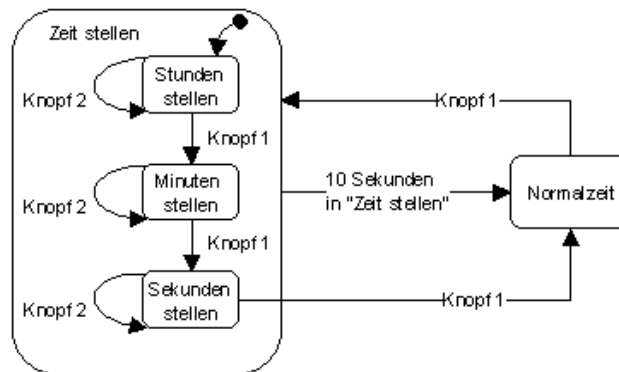 Zeit stellen
Stunden
stellen
Knopf 2
Knopf 1
Knopf 1
Minuten
stellen
10 Sekunden
in "Zeit stellen"
Normalzeit
Knopf 2
Knopf 1
Sekunden
stellen
Knopf 2
Knopf 1